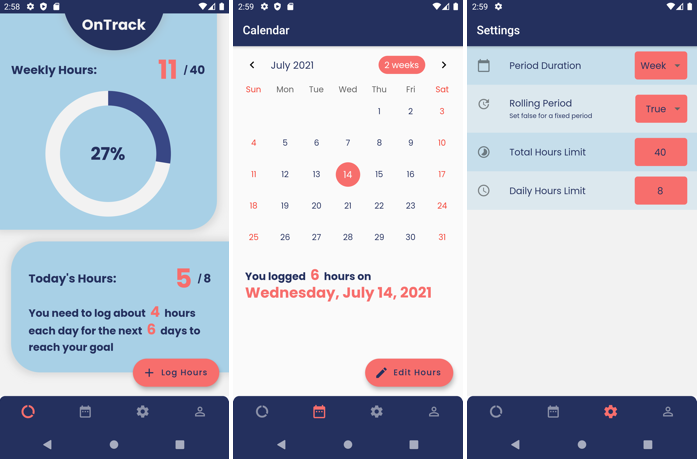 2:58
OnTrack
Weekly Hours: 11 / 40
27%
Today's Hours: 5 / 8
You need to log about 4 hours
each day for the next 6 days to
reach your goal
+ Log Hours
2:59
Calendar
July 2021 2 weeks
Sun Mon Tue Wed Thu Fri Sat
1 2 3
4 5 6 7 8 9 10
11 12 13 14 15 16 17
18 19 20 21 22 23 24
25 26 27 28 29 30 31
You logged 6 hours on
Wednesday, July 14, 2021
Edit Hours
2:59
Settings
Period Duration Week
Rolling Period True
Set false for a fixed period
Total Hours Limit 40
Daily Hours Limit 8